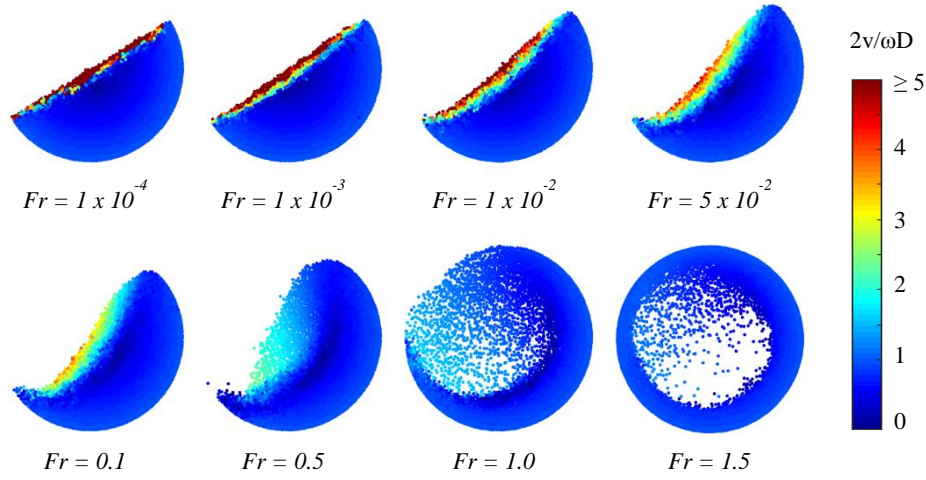 2v/ωD
≥ 5
4
3
2
1
0
Fr = 1 x 10⁻⁴
Fr = 1 x 10⁻³
Fr = 1 x 10⁻²
Fr = 5 x 10⁻²
Fr = 0.1
Fr = 0.5
Fr = 1.0
Fr = 1.5